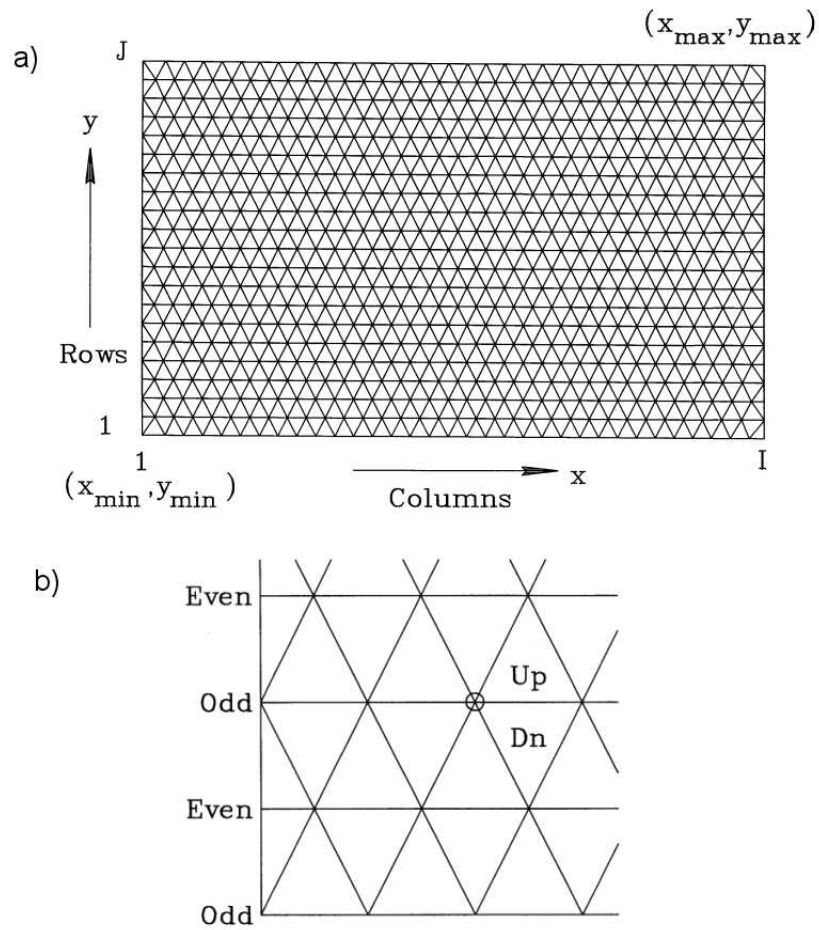 a)
(x_max,y_max)
J
y
Rows
1
1
I
x
Columns
(x_min,y_min)
b)
Even
Up
Odd
Dn
Even
Odd